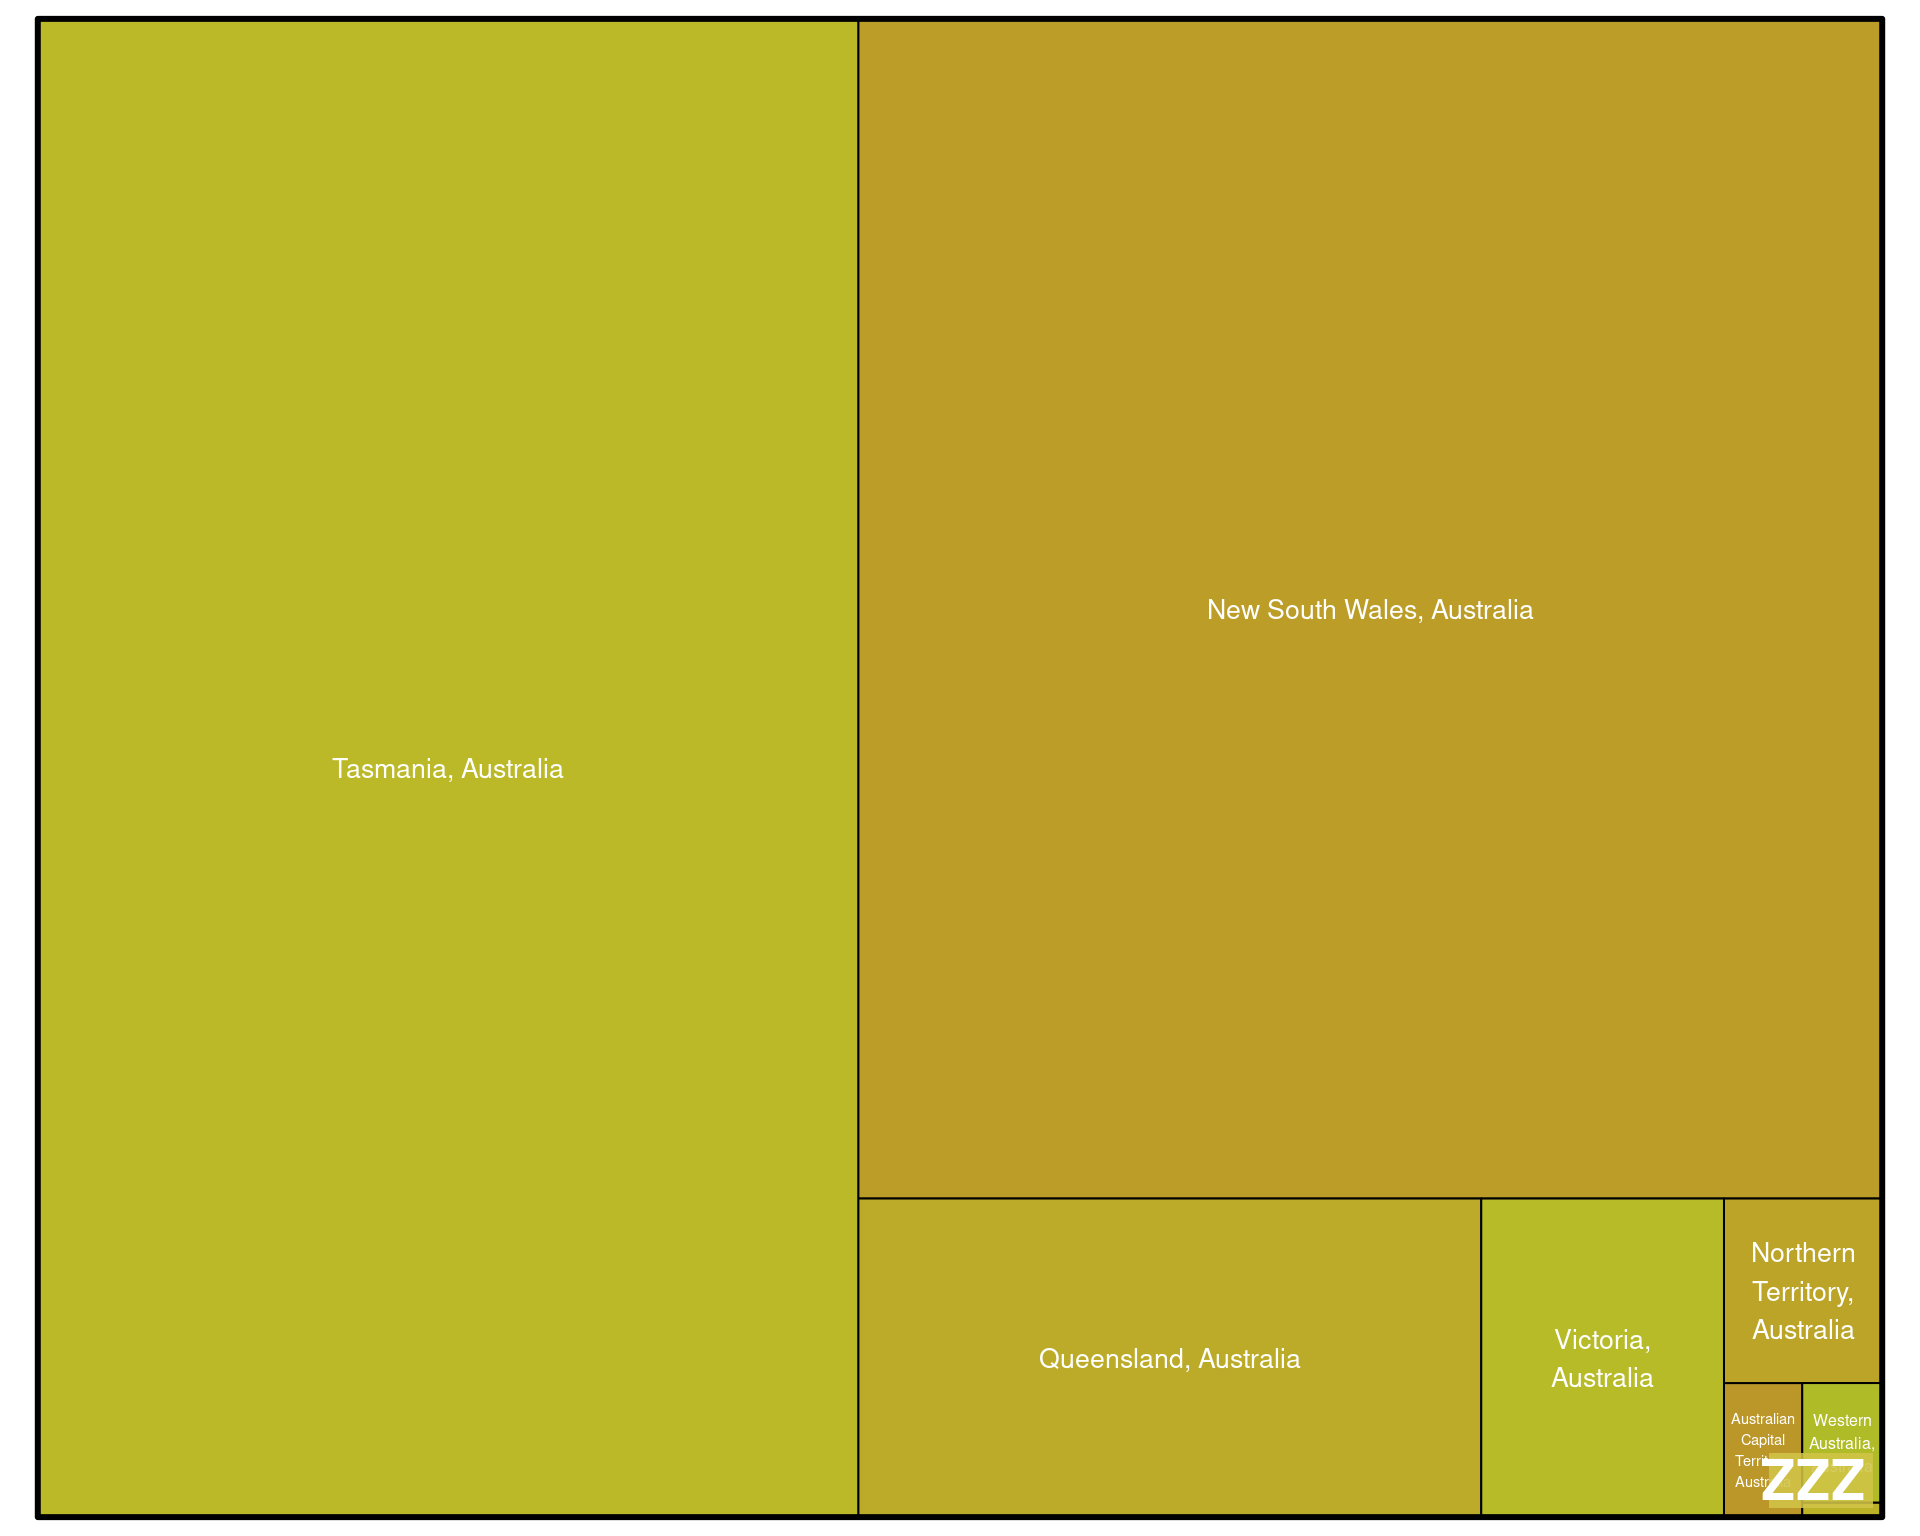 Tasmania, Australia
New South Wales, Australia
Queensland, Australia
Victoria,
Australia
Northern
Territory,
Australia
Australian
Capital
Western
Australia,
ZZZ